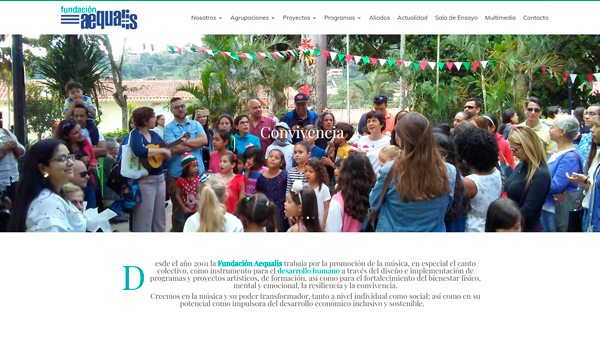 fundación
aequalis
Nosotros Agrupaciones Proyectos Programas Aliados Actualidad Sala de Ensayo Multimedia Contacto
Convivencia
Desde el año 2001 la Fundación Aequalis trabaja por la promoción de la música, en especial el canto
colectivo, como instrumento para el desarrollo humano a través del diseño e implementación de
programas y proyectos artísticos, de formación, así como para el fortalecimiento del bienestar físico,
mental y emocional, la resiliencia y la convivencia.
Creemos en la música y su poder transformador, tanto a nivel individual como social; así como en su
potencial como impulsora del desarrollo económico inclusivo y sostenible.